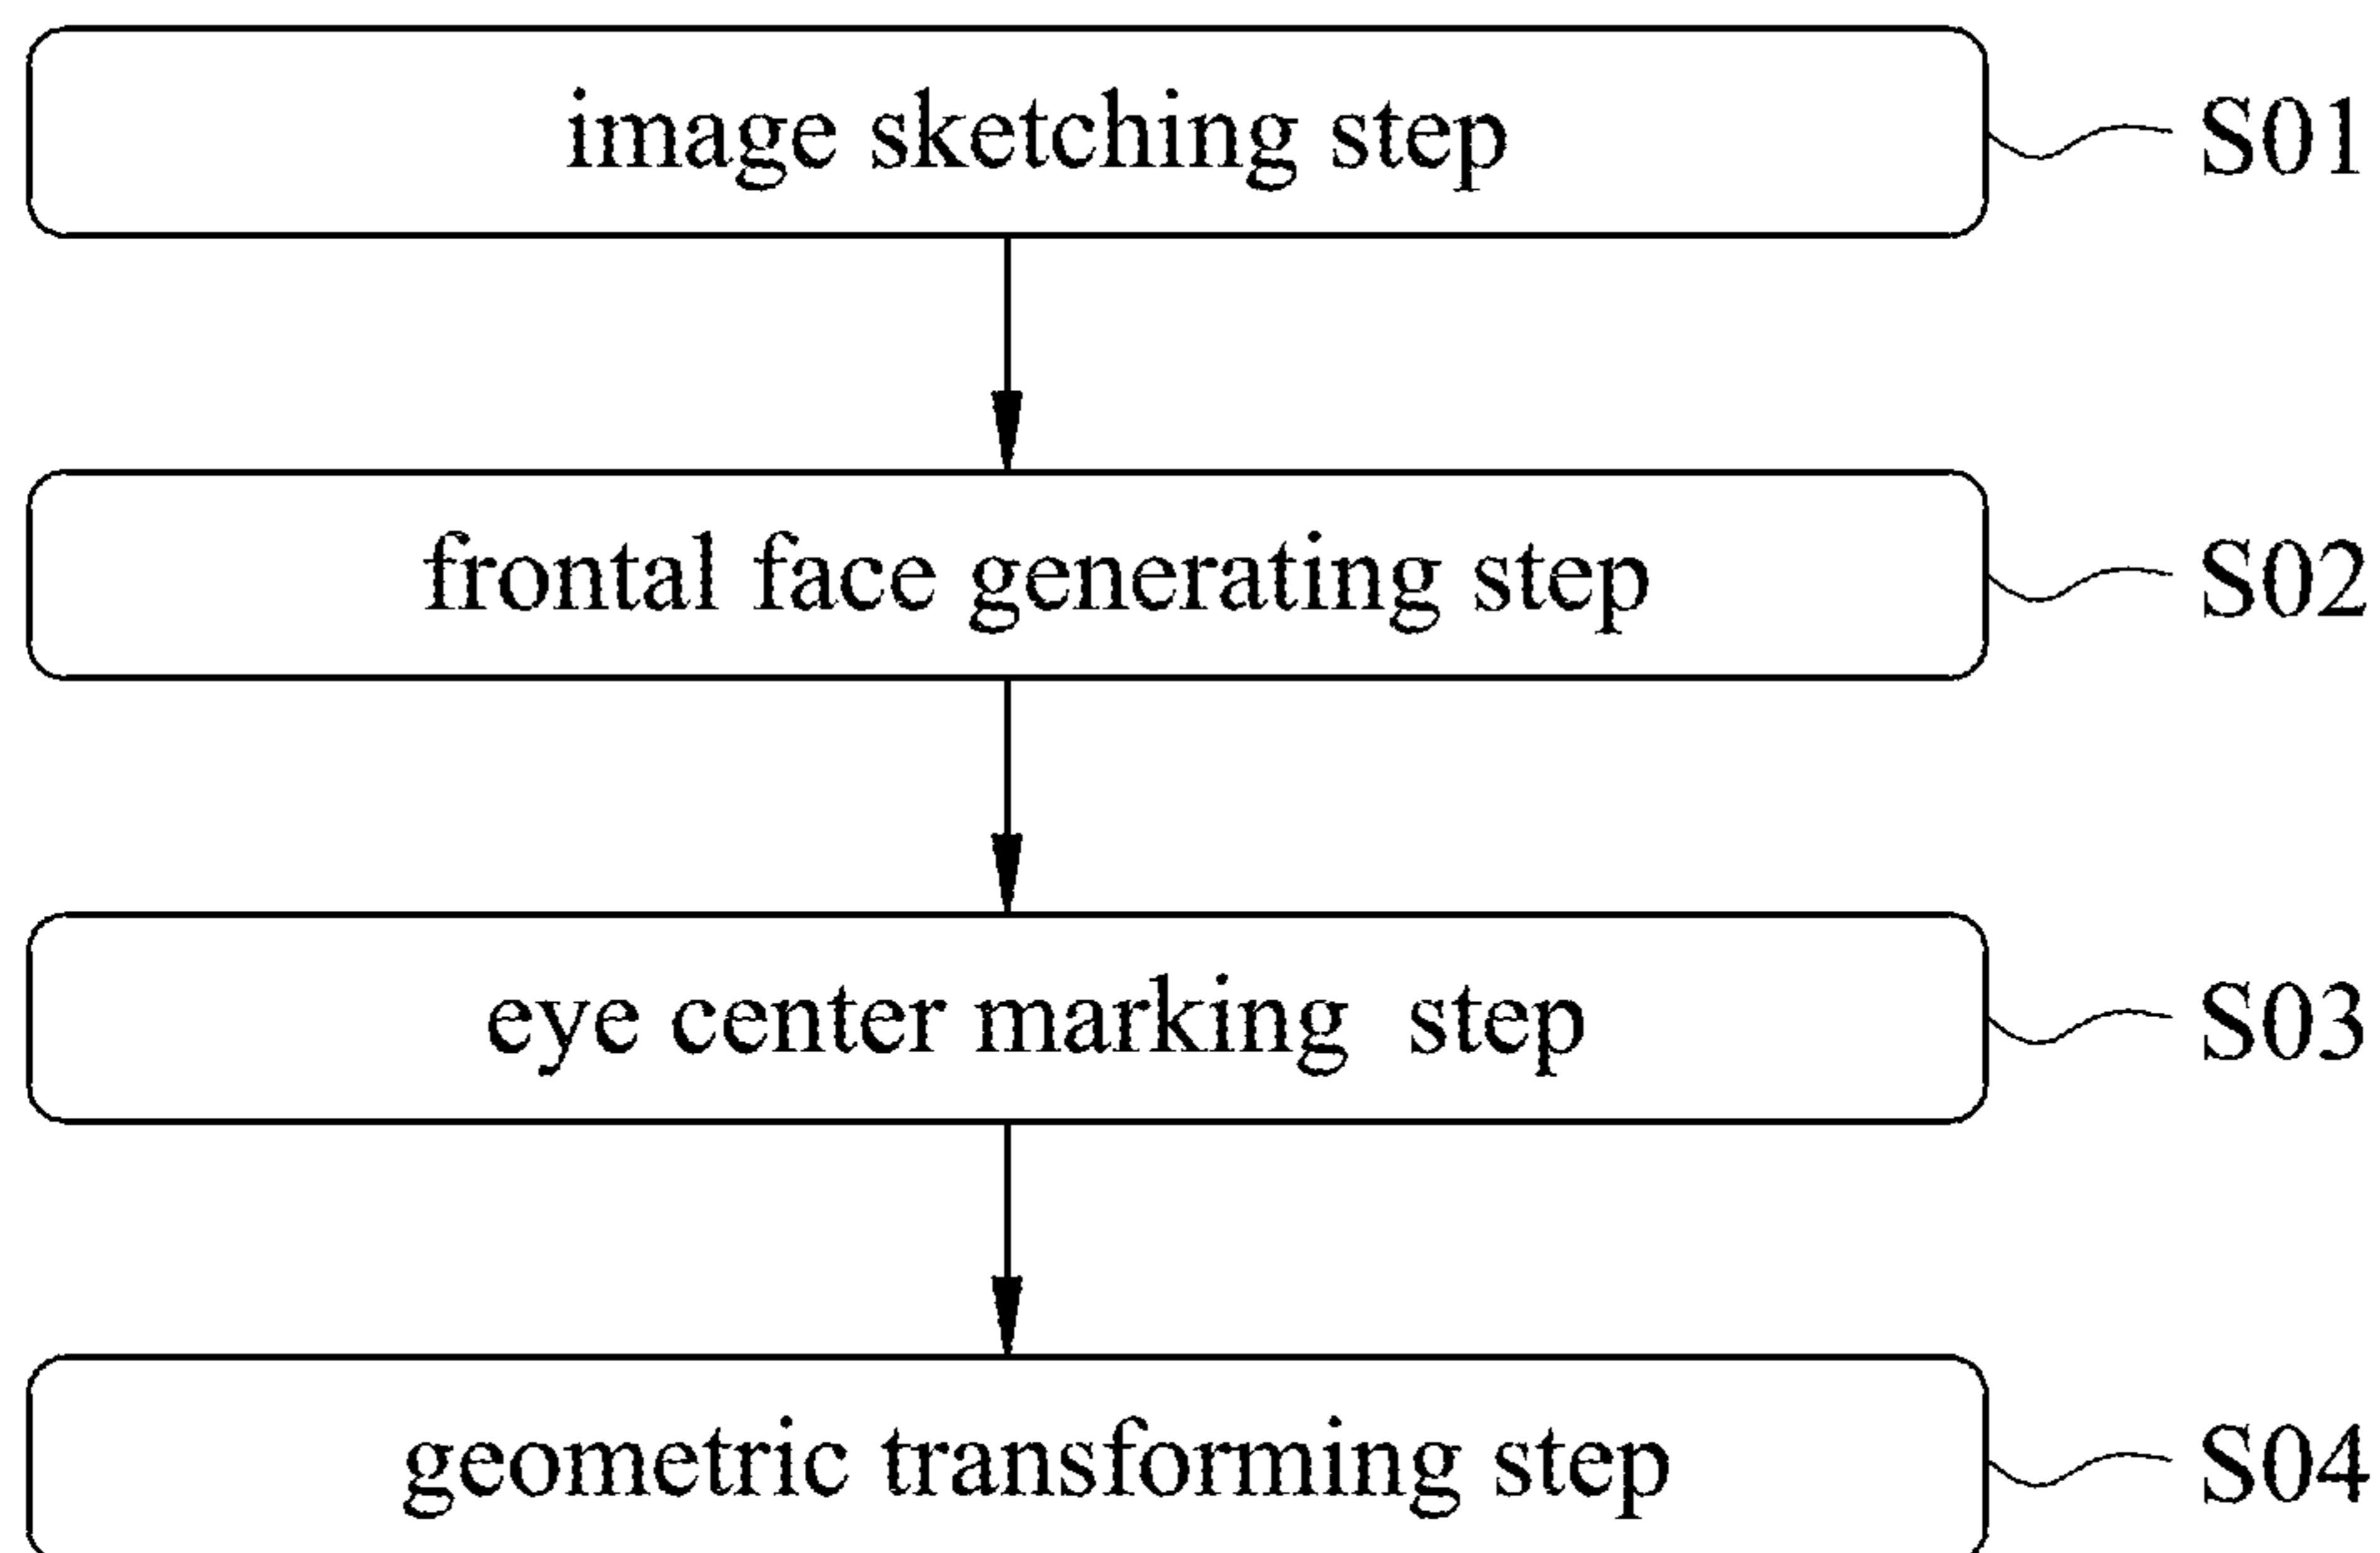 image sketching step S01
frontal face generating step S02
eye center marking step S03
geometric transforming step S04